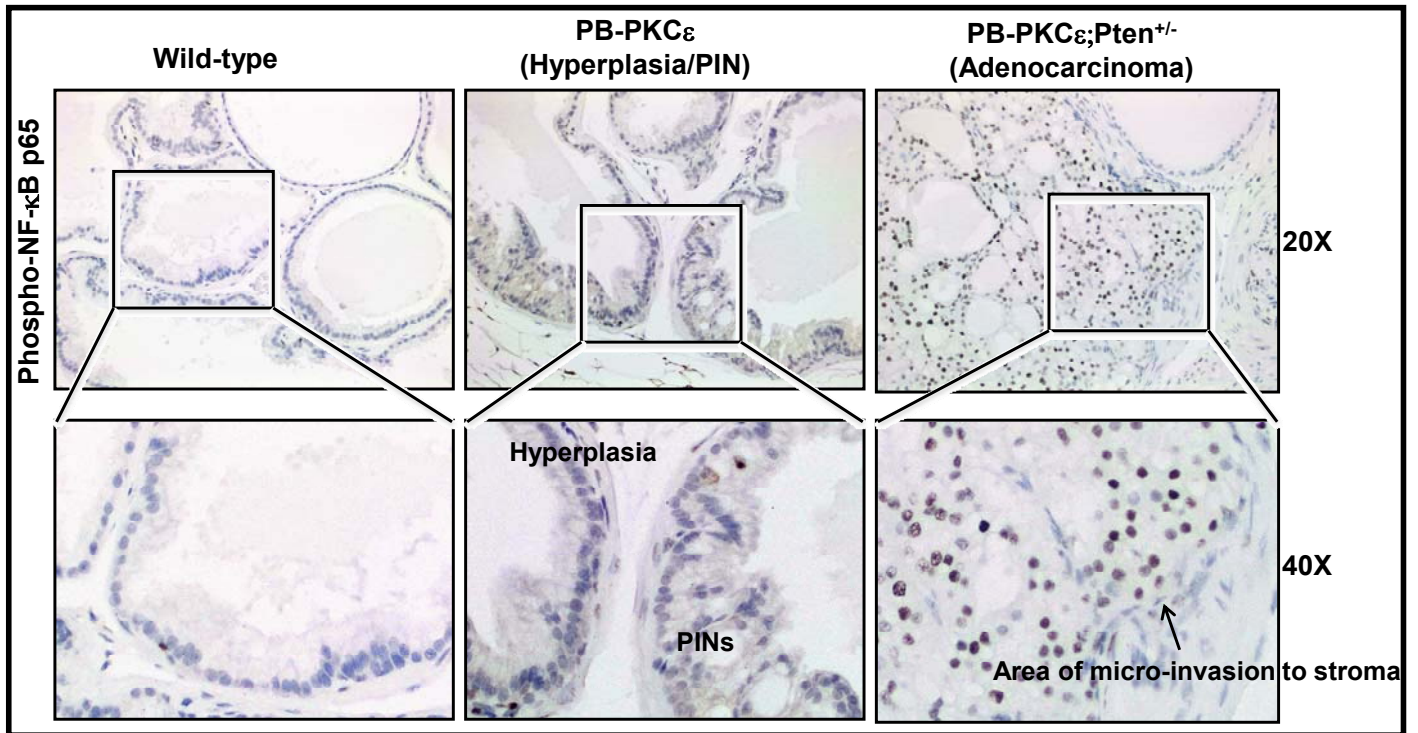 Wild-type
PB-PKCε
(Hyperplasia/PIN)
PB-PKCε;Pten+/-
(Adenocarcinoma)
Phospho-NF-κB p65
20X
Hyperplasia
PINs
40X
Area of micro-invasion to stroma